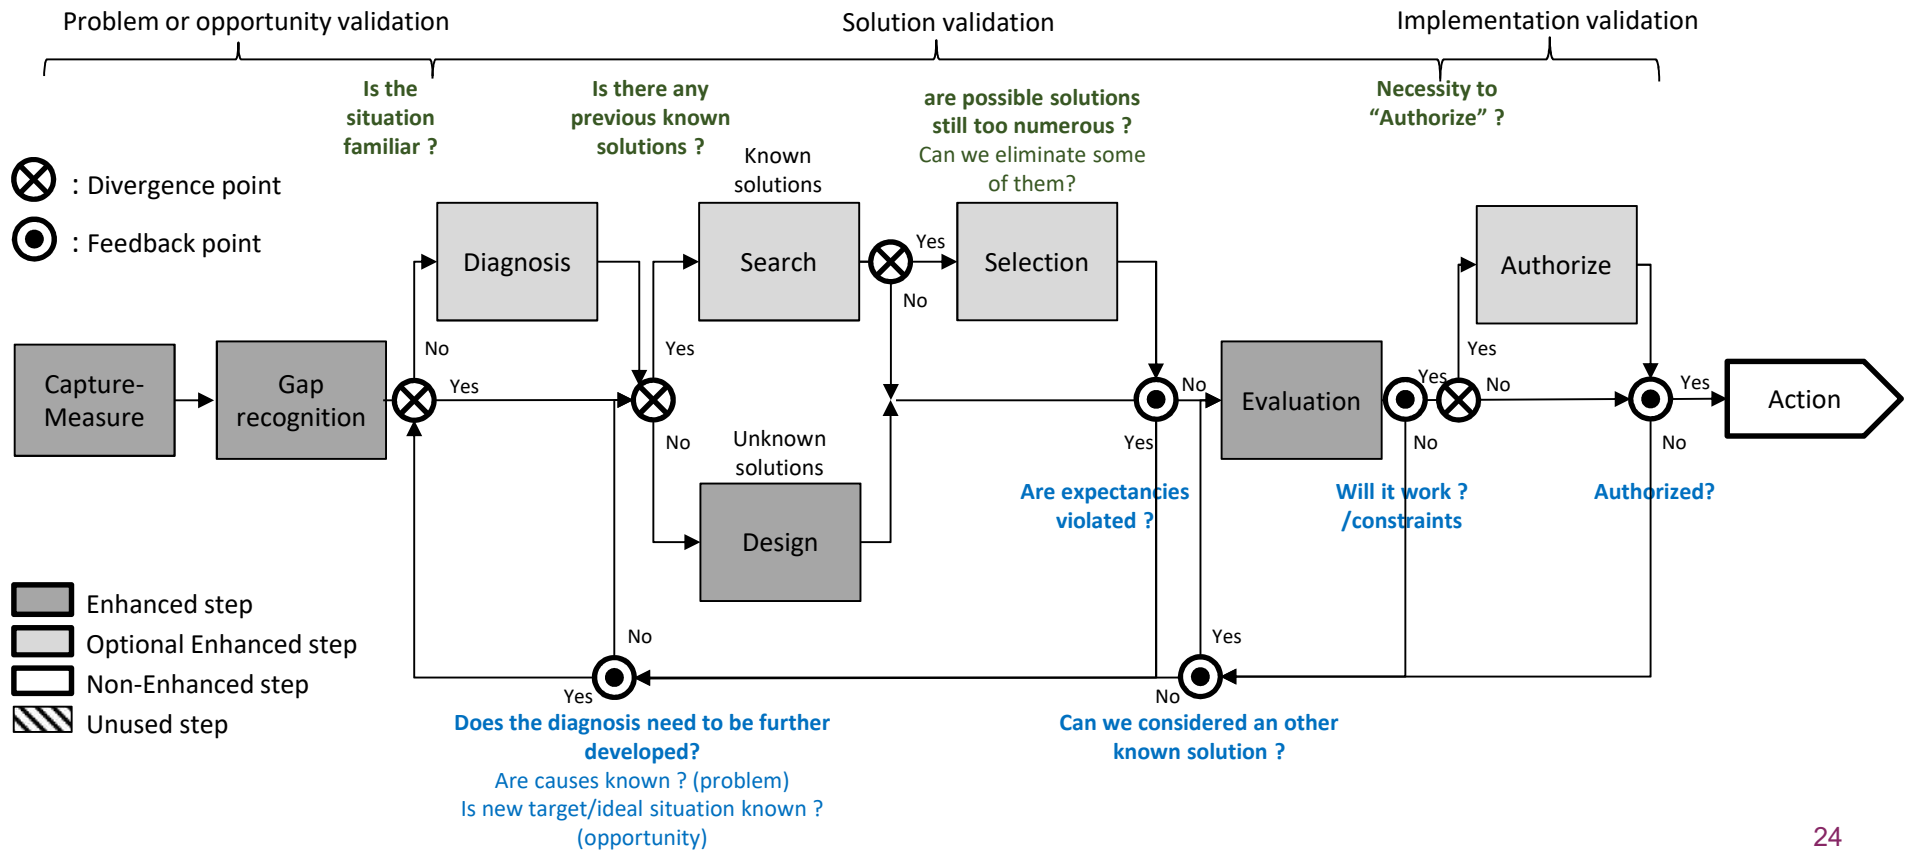 Problem or opportunity validation
Solution validation
Implementation validation
Is the
situation
familiar ?
Is there any
previous known
solutions ?
are possible solutions
still too numerous ?
Can we eliminate some
of them?
Necessity to
“Authorize” ?
: Divergence point
: Feedback point
Known
solutions
Diagnosis
Search
Yes
No
Selection
Authorize
No
Yes
Yes
No
Capture-
Measure
Gap
recognition
Yes
No
Unknown
solutions
Design
No
Yes
Evaluation
Yes
No
Yes
No
No
Yes
Action
Are expectancies
violated ?
Will it work ?
/constraints
Authorized?
Enhanced step
Optional Enhanced step
Non-Enhanced step
Unused step
No
Yes
Yes
No
Does the diagnosis need to be further
developed?
Are causes known ? (problem)
Is new target/ideal situation known ?
(opportunity)
Can we considered an other
known solution ?
24